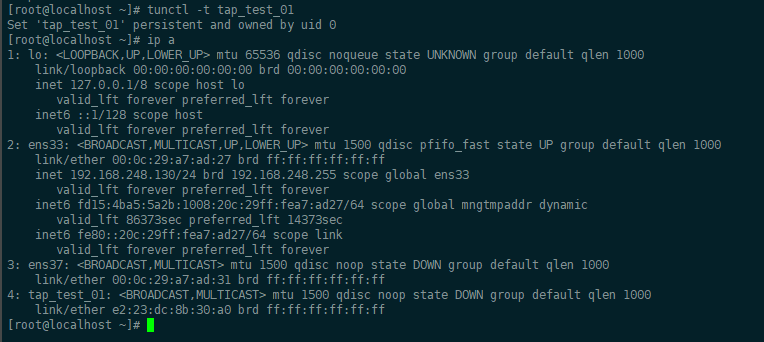 [root@localhost ~]# tunctl -t tap_test_01
Set 'tap_test_01' persistent and owned by uid 0
[root@localhost ~]# ip a
1: lo: <LOOPBACK,UP,LOWER_UP> mtu 65536 qdisc noqueue state UNKNOWN group default qlen 1000
    link/loopback 00:00:00:00:00:00 brd 00:00:00:00:00:00
    inet 127.0.0.1/8 scope host lo
       valid_lft forever preferred_lft forever
    inet6 ::1/128 scope host
       valid_lft forever preferred_lft forever
2: ens33: <BROADCAST,MULTICAST,UP,LOWER_UP> mtu 1500 qdisc pfifo_fast state UP group default qlen 1000
    link/ether 00:0c:29:a7:ad:27 brd ff:ff:ff:ff:ff:ff
    inet 192.168.248.130/24 brd 192.168.248.255 scope global ens33
       valid_lft forever preferred_lft forever
    inet6 fd15:4ba5:5a2b:1008:20c:29ff:fea7:ad27/64 scope global mngtmpaddr dynamic
       valid_lft 86373sec preferred_lft 14373sec
    inet6 fe80::20c:29ff:fea7:ad27/64 scope link
       valid_lft forever preferred_lft forever
3: ens37: <BROADCAST,MULTICAST> mtu 1500 qdisc noop state DOWN group default qlen 1000
    link/ether 00:0c:29:a7:ad:31 brd ff:ff:ff:ff:ff:ff
4: tap_test_01: <BROADCAST,MULTICAST> mtu 1500 qdisc noop state DOWN group default qlen 1000
    link/ether e2:23:dc:8b:30:a0 brd ff:ff:ff:ff:ff:ff
[root@localhost ~]#